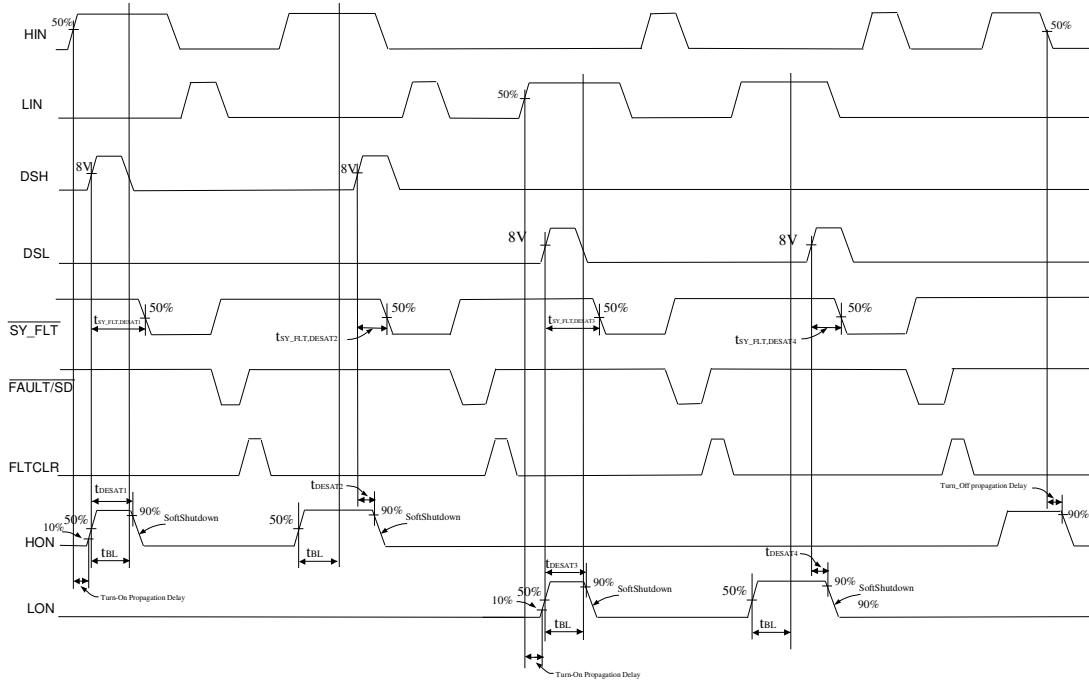 HIN
50%
50%
LIN
50%
DSH
8V
8V
DSL
8V
8V
SY_FLT
50%
tSY_FLT,DESAT1
50%
tSY_FLT,DESAT2
50%
tSY_FLT,DESAT3
50%
tSY_FLT,DESAT4
FAULT/SD
FLTCLR
HON
10%
50%
tDESAT1
90%
SoftShutdown
tBL
Turn-On Propagation Delay
50%
tBL
tDESAT2
90%
SoftShutdown
Turn_Off propagation Delay
90%
LON
10%
50%
tDESAT3
90%
SoftShutdown
tBL
Turn-On Propagation Delay
50%
tBL
tDESAT4
90%
SoftShutdown
90%